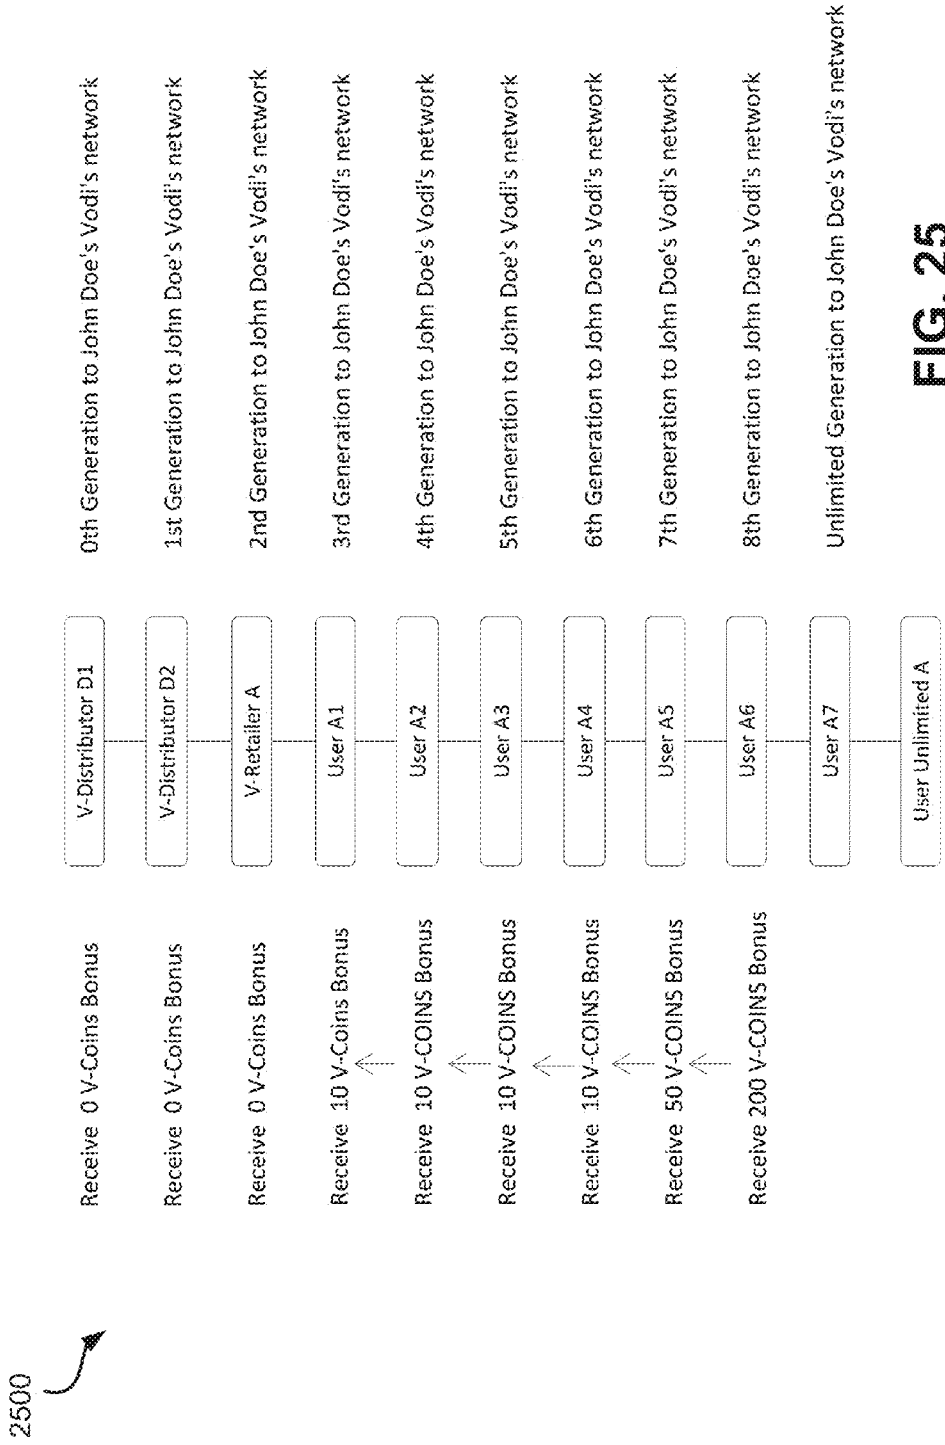 2500
Receive 0 V-Coins Bonus
V-Distributor D1
0th Generation to John Doe's Vodi's network
Receive 0 V-Coins Bonus
V-Distributor D2
1st Generation to John Doe's Vodi's network
Receive 0 V-Coins Bonus
V-Retailer A
2nd Generation to John Doe's Vodi's network
Receive 10 V-Coins Bonus
User A1
3rd Generation to John Doe's Vodi's network
Receive 10 V-COINS Bonus
User A2
4th Generation to John Doe's Vodi's network
Receive 10 V-COINS Bonus
User A3
5th Generation to John Doe's Vodi's network
Receive 10 V-COINS Bonus
User A4
6th Generation to John Doe's Vodi's network
Receive 50 V-COINS Bonus
User A5
7th Generation to John Doe's Vodi's network
Receive 200 V-COINS Bonus
User A6
8th Generation to John Doe's Vodi's network
User A7
Unlimited Generation to John Doe's Vodi's network
User Unlimited A
FIG. 25